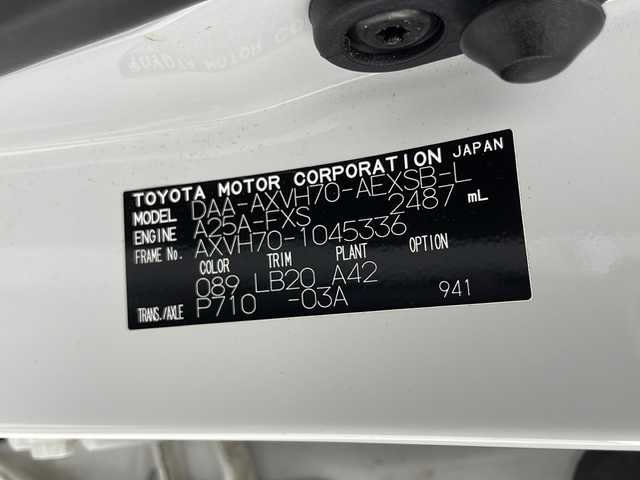 TOYOTA MOTOR CORPORATION JAPAN
MODEL DAA-AXVH70-AEXSB-L
ENGINE A25A-FXS 2487 mL
FRAME No. AXVH70-1045336
COLOR TRIM PLANT OPTION
089 LB20 A42
TRANS./AXLE P710 -03A 941